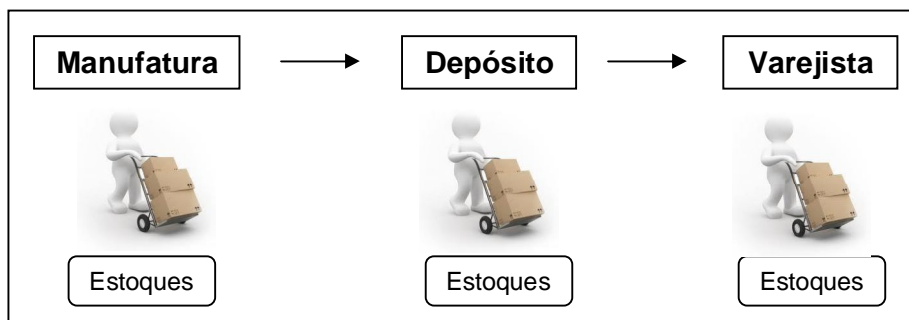 Manufatura
Depósito
Varejista
Estoques
Estoques
Estoques